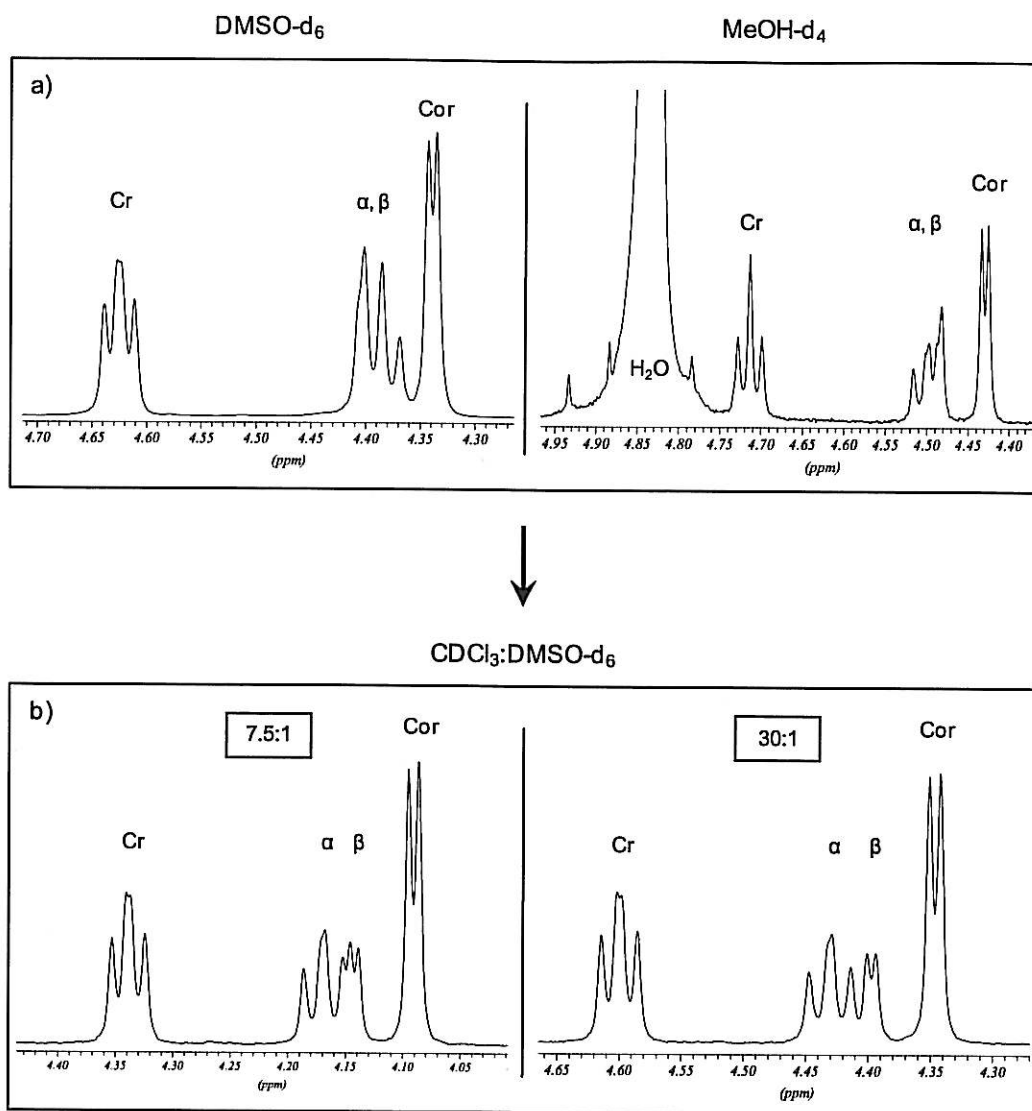 DMSO-d₆ MeOH-d₄
a)
Cor
Cr α, β
Cr α, β Cor
H₂O
4.70 4.65 4.60 4.55 4.50 4.45 4.40 4.35 4.30
(ppm)
4.95 4.90 4.85 4.80 4.75 4.70 4.65 4.60 4.55 4.50 4.45 4.40
(ppm)
CDCl₃:DMSO-d₆
b)
7.5:1
Cor
Cr α β
30:1
Cor
Cr α β
4.40 4.35 4.30 4.25 4.20 4.15 4.10 4.05
(ppm)
4.65 4.60 4.55 4.50 4.45 4.40 4.35 4.30
(ppm)